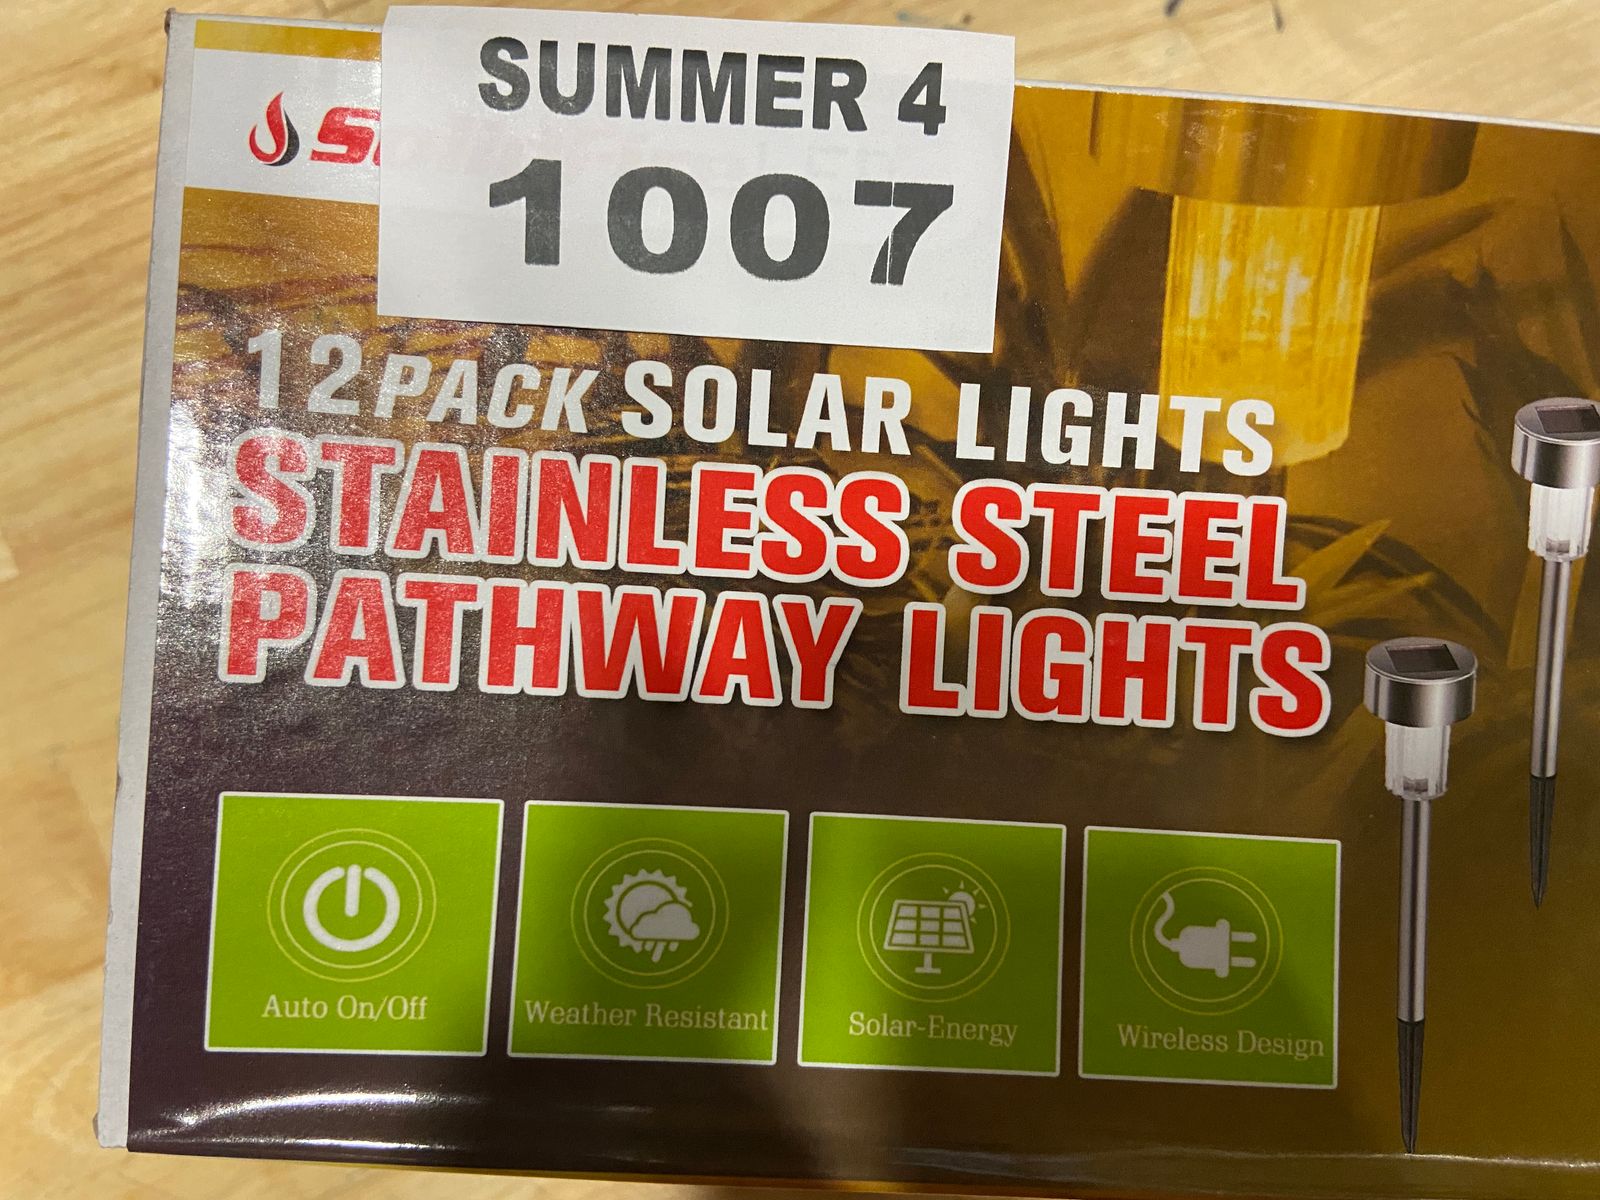 SUMMER 4
1007
12 PACK SOLAR LIGHTS
STAINLESS STEEL
PATHWAY LIGHTS
Auto On/Off
Weather Resistant
Solar-Energy
Wireless Design